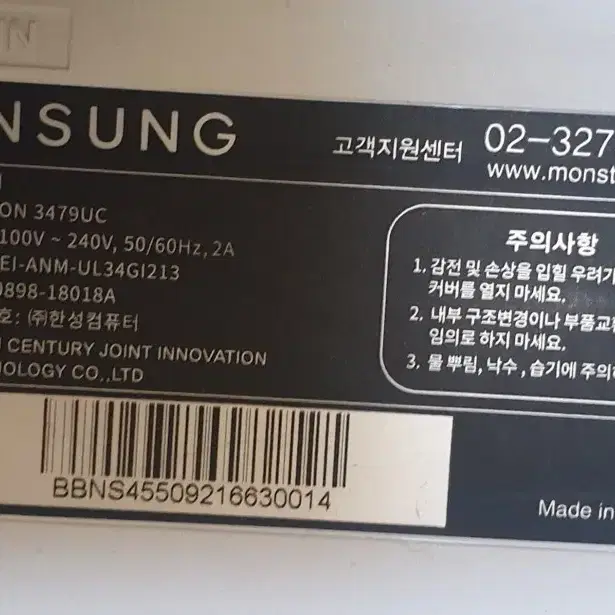 NSUNG
고객지원센터 02-327
www.monst
ON 3479UC
100V ~ 240V, 50/60Hz, 2A
EI-ANM-UL34GI213
0898-18018A
호: (주)한성컴퓨터
CENTURY JOINT INNOVATION
NOLOGY CO.,LTD
주의사항
1. 감전 및 손상을 입힐 우려가
커버를 열지 마세요.
2. 내부 구조변경이나 부품교환
임의로 하지 마세요.
3. 물 뿌림, 낙수, 습기에 주의하
BBNS45509216630014
Made in